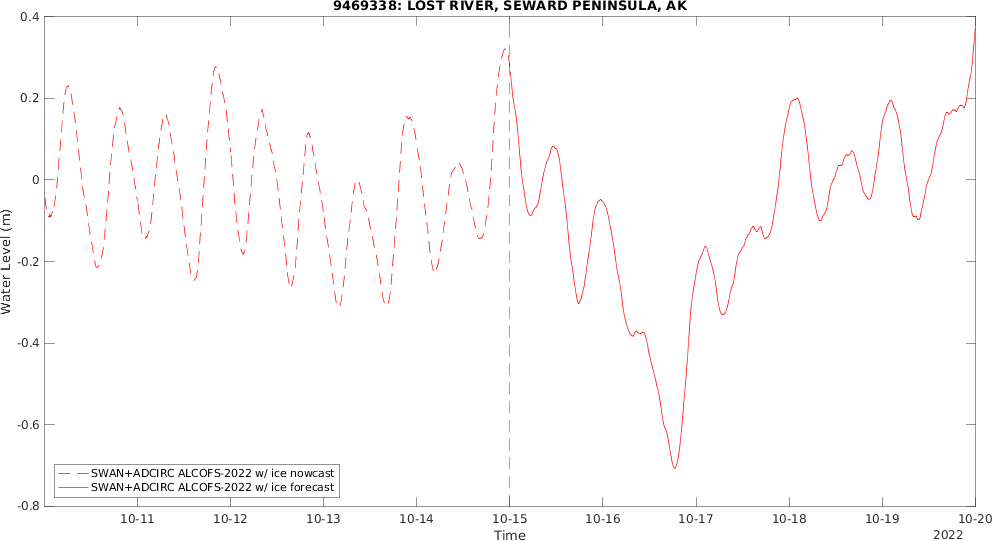 9469338: LOST RIVER, SEWARD PENINSULA, AK
0.4
0.2
0
-0.2
-0.4
-0.6
-0.8
Water Level (m)
SWAN+ADCIRC ALCOFS-2022 w/ ice nowcast
SWAN+ADCIRC ALCOFS-2022 w/ ice forecast
10-11 10-12 10-13 10-14 10-15 10-16 10-17 10-18 10-19 10-20
Time
2022